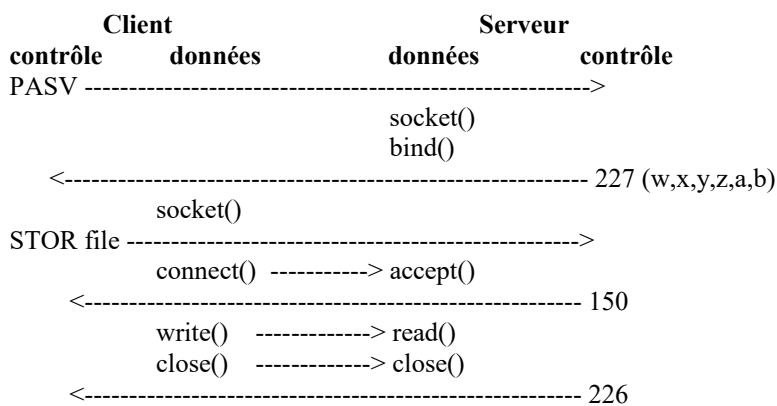 Client Serveur
contrôle données données contrôle
PASV ---------------------------------------------------------->
socket()
bind()
<------------------------------------------------------------ 227 (w,x,y,z,a,b)
socket()
STOR file ---------------------------------------------------->
connect() -----------> accept()
<---------------------------------------------------------- 150
write() -------------> read()
close() -------------> close()
<---------------------------------------------------------- 226